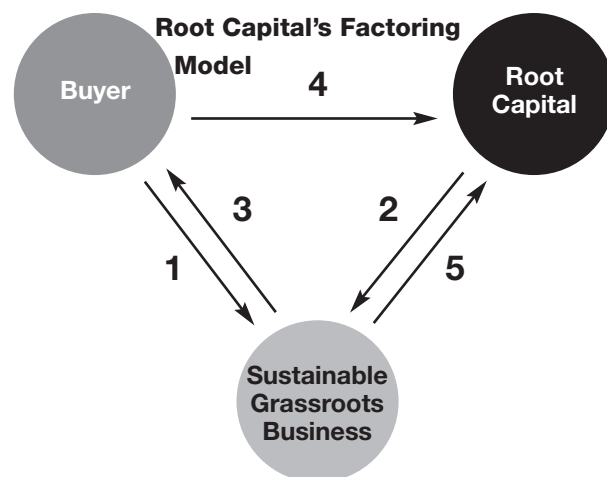 Root Capital's Factoring
Model
Buyer
4
Root
Capital
3
2
1
5
Sustainable
Grassroots
Business